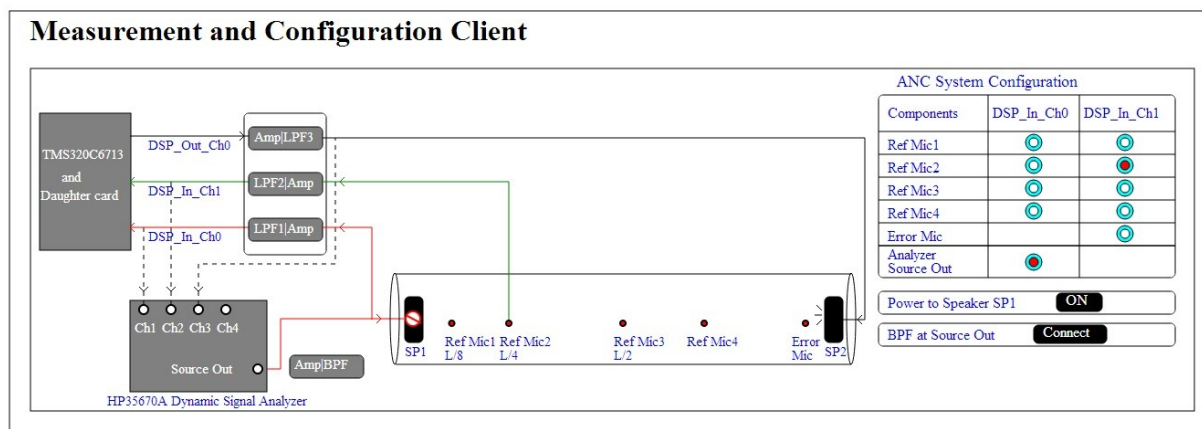 Measurement and Configuration Client
TMS320C6713
and
Daughter card
DSP_Out_Ch0
DSP_In_Ch1
DSP_In_Ch0
Amp|LPF3
LPF2|Amp
LPF1|Amp
Ch1 Ch2 Ch3 Ch4
Source Out
HP35670A Dynamic Signal Analyzer
Amp|BPF
SP1
Ref Mic1
L/8
Ref Mic2
L/4
Ref Mic3
L/2
Ref Mic4
Error
Mic
SP2
ANC System Configuration
Components DSP_In_Ch0 DSP_In_Ch1
Ref Mic1
Ref Mic2
Ref Mic3
Ref Mic4
Error Mic
Analyzer
Source Out
Power to Speaker SP1 ON
BPF at Source Out Connect